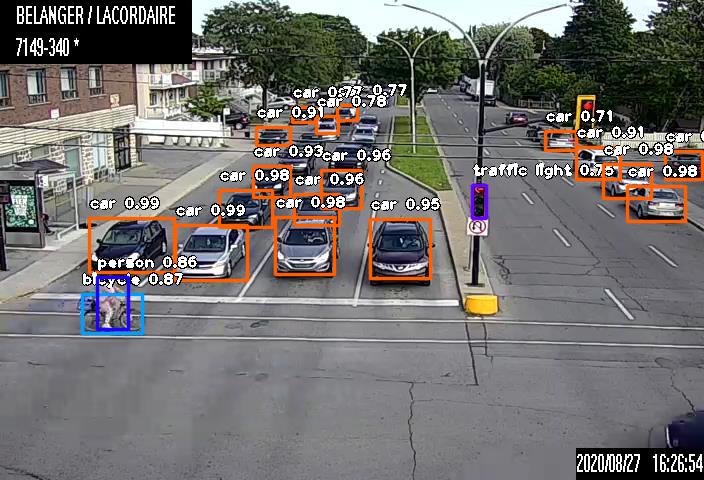 BELANGER / LACORDAIRE
7149-340 *
0.77
car 0.77
car 0.78
car 0.91
car 0.71
car 0.91
car 0.93
car 0.96
car 0.98
car 0.98
traffic light 0.75
car 0.98
car 0.96
car 0.99
car 0.99
car 0.98
car 0.95
person 0.86
bicycle 0.87
2020/08/27 16:26:54